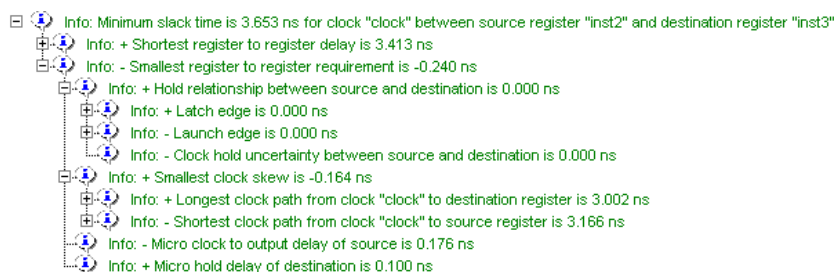 Info: Minimum slack time is 3.653 ns for clock "clock" between source register "inst2" and destination register "inst3"
Info: + Shortest register to register delay is 3.413 ns
Info: - Smallest register to register requirement is -0.240 ns
Info: + Hold relationship between source and destination is 0.000 ns
Info: + Latch edge is 0.000 ns
Info: - Launch edge is 0.000 ns
Info: - Clock hold uncertainty between source and destination is 0.000 ns
Info: + Smallest clock skew is -0.164 ns
Info: + Longest clock path from clock "clock" to destination register is 3.002 ns
Info: - Shortest clock path from clock "clock" to source register is 3.166 ns
Info: - Micro clock to output delay of source is 0.176 ns
Info: + Micro hold delay of destination is 0.100 ns